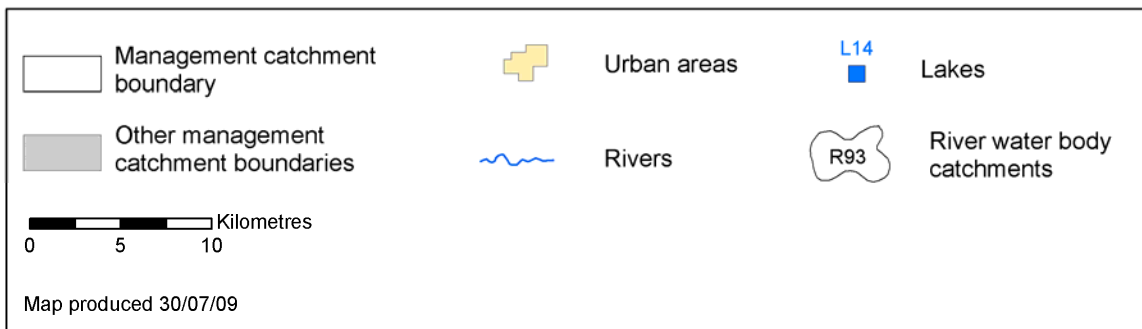 Management catchment
boundary
Urban areas
L14
Lakes
Other management
catchment boundaries
Rivers
R93
River water body
catchments
Kilometres
0 5 10
Map produced 30/07/09